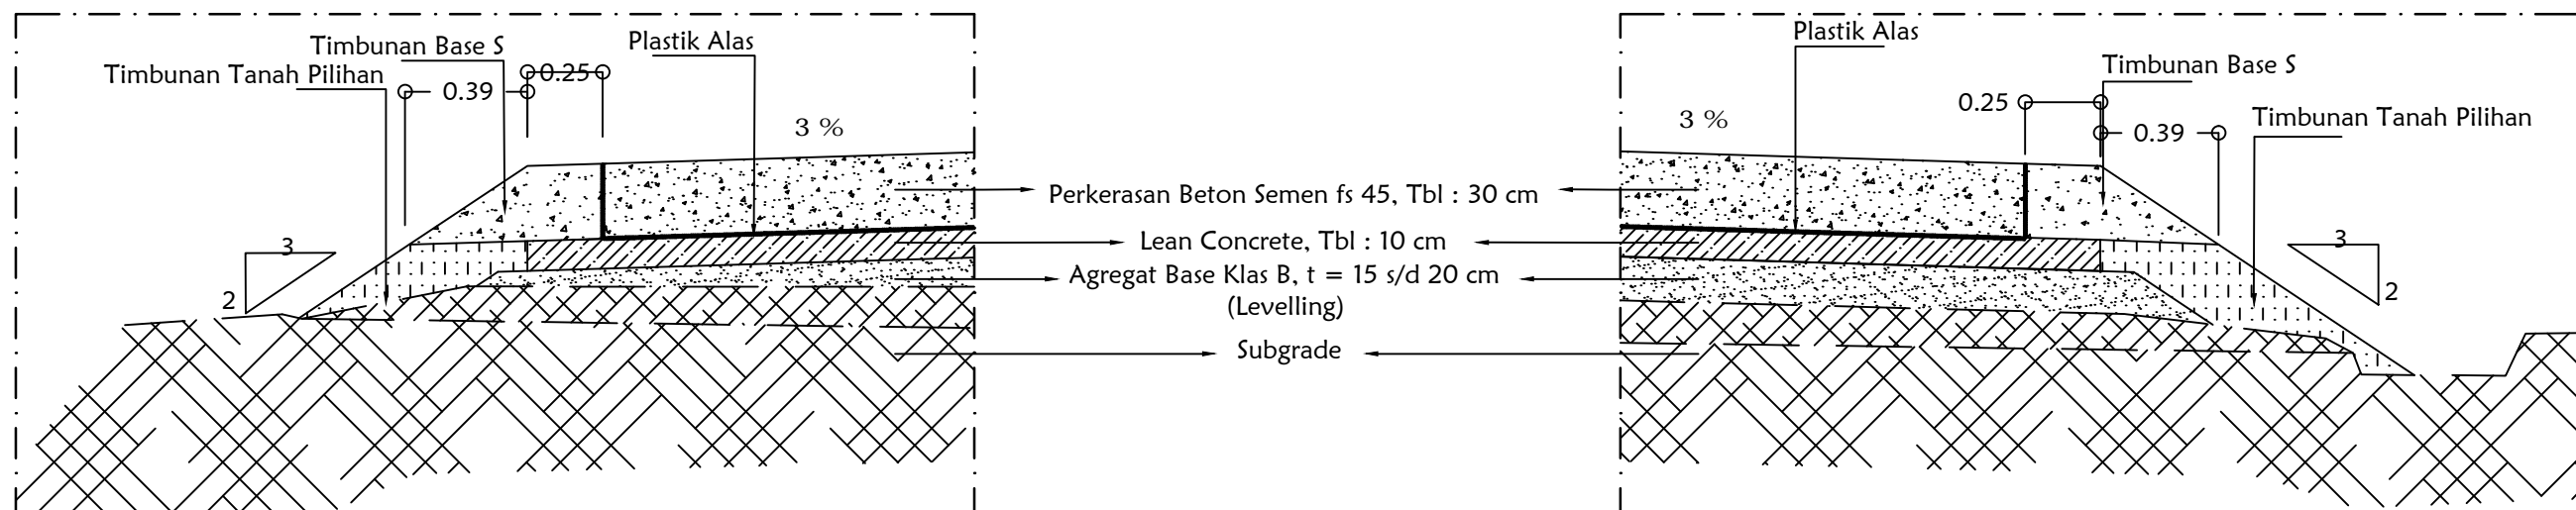 Timbunan Base S
Plastik Alas
Timbunan Tanah Pilihan
0.25
0.39
3 %
3
2
Perkerasan Beton Semen fs 45, Tbl : 30 cm
Lean Concrete, Tbl : 10 cm
Agregat Base Klas B, t = 15 s/d 20 cm
(Levelling)
Subgrade
Plastik Alas
Timbunan Base S
0.25
Timbunan Tanah Pilihan
3 %
0.39
3
2